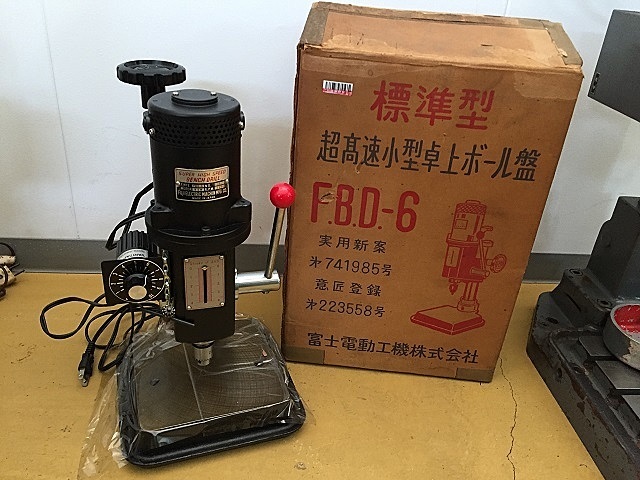 標準型
超高速小型卓上ボール盤
F.B.D-6
実用新案
才741985号
意匠登録
才223558号
富士電動工機株式会社
SUPER HIGH SPEED
BENCH DRILL